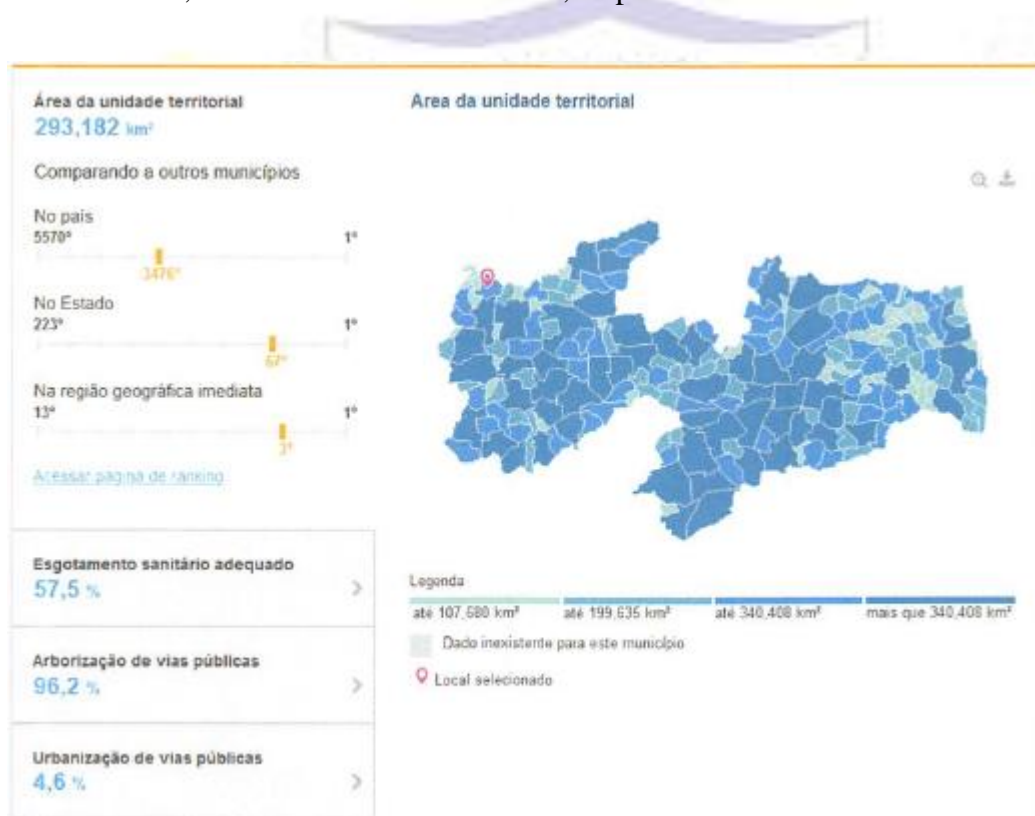 Área da unidade territorial
293,182 km²
Comparando a outros municípios
No país
5570º 1º
3476º
No Estado
223º 1º
67º
Na região geográfica imediata
13º 1º
3º
Acessar página de ranking
Esgotamento sanitário adequado
57,5 %
Arborização de vias públicas
96,2 %
Urbanização de vias públicas
4,6 %
Area da unidade territorial
Legenda
até 107,680 km² até 199,635 km² até 340,408 km² mais que 340,408 km²
Dado inexistente para este município
Local selecionado